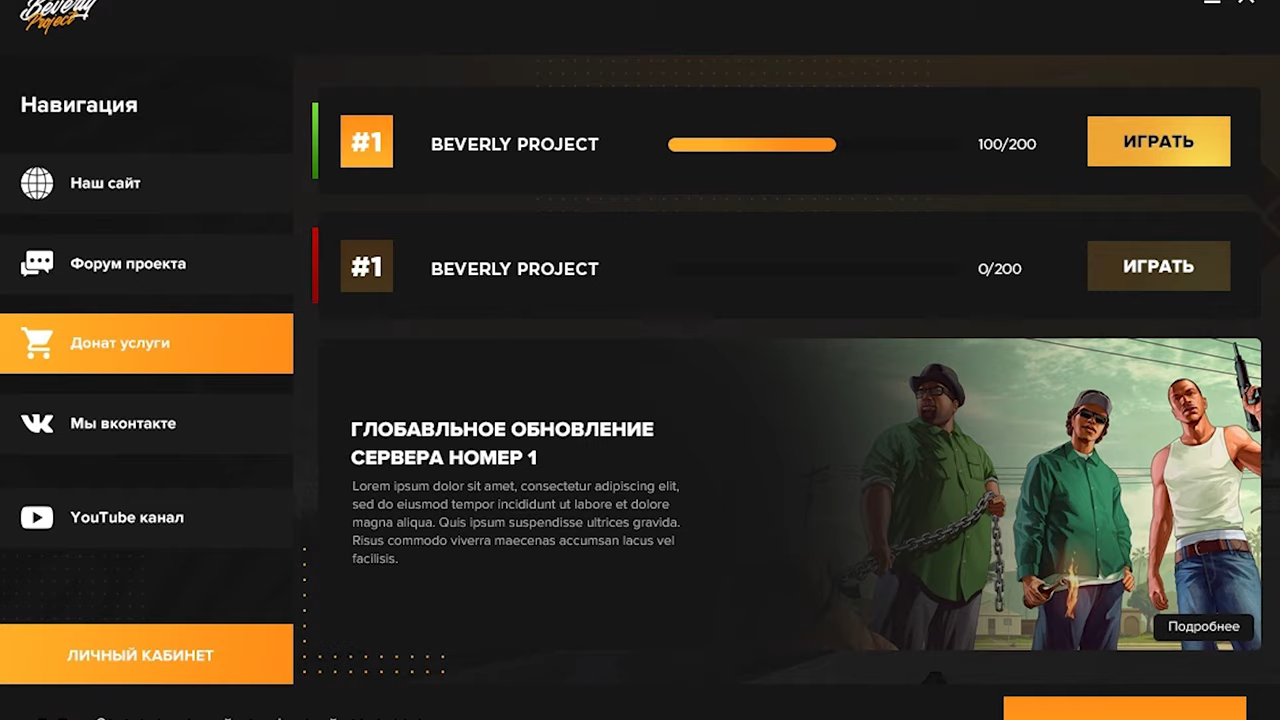 Beverly
Project
Навигация
Наш сайт
Форум проекта
Донат услуги
Мы вконтакте
YouTube канал
ЛИЧНЫЙ КАБИНЕТ
#1 BEVERLY PROJECT 100/200 ИГРАТЬ
#1 BEVERLY PROJECT 0/200 ИГРАТЬ
ГЛОБАВЛЬНОЕ ОБНОВЛЕНИЕ
СЕРВЕРА НОМЕР 1
Lorem ipsum dolor sit amet, consectetur adipiscing elit,
sed do eiusmod tempor incididunt ut labore et dolore
magna aliqua. Quis ipsum suspendisse ultrices gravida.
Risus commodo viverra maecenas accumsan lacus vel
facilisis.
Подробнее